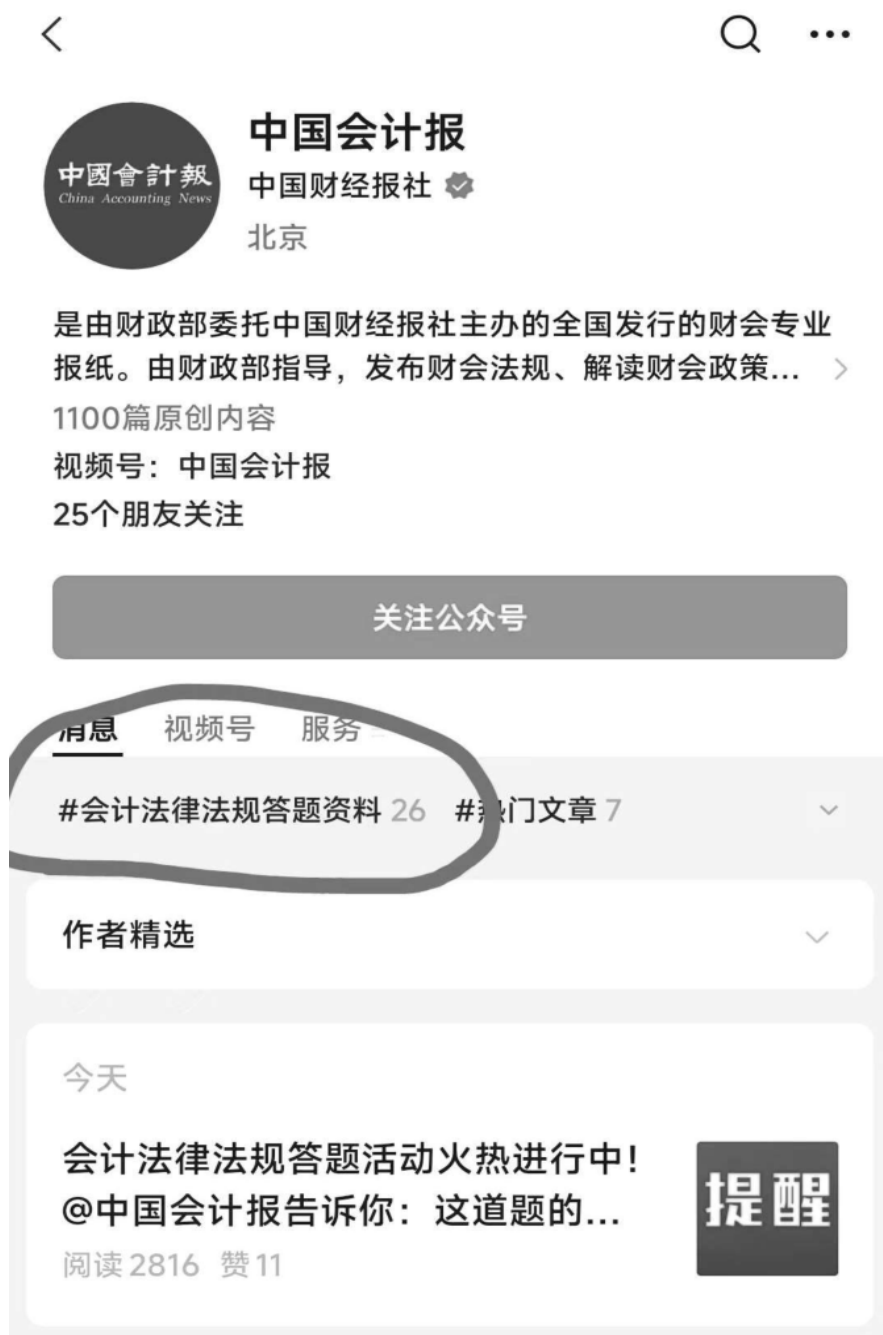 中国会计报
中國會計報
China Accounting News
中国财经报社
北京
是由财政部委托中国财经报社主办的全国发行的财会专业
报纸。由财政部指导，发布财会法规、解读财会政策...
1100篇原创内容
视频号：中国会计报
25个朋友关注
关注公众号
消息 视频号 服务
#会计法律法规答题资料 26 #热门文章 7
作者精选
今天
会计法律法规答题活动火热进行中！
@中国会计报告诉你：这道题的...
提醒
阅读 2816 赞 11